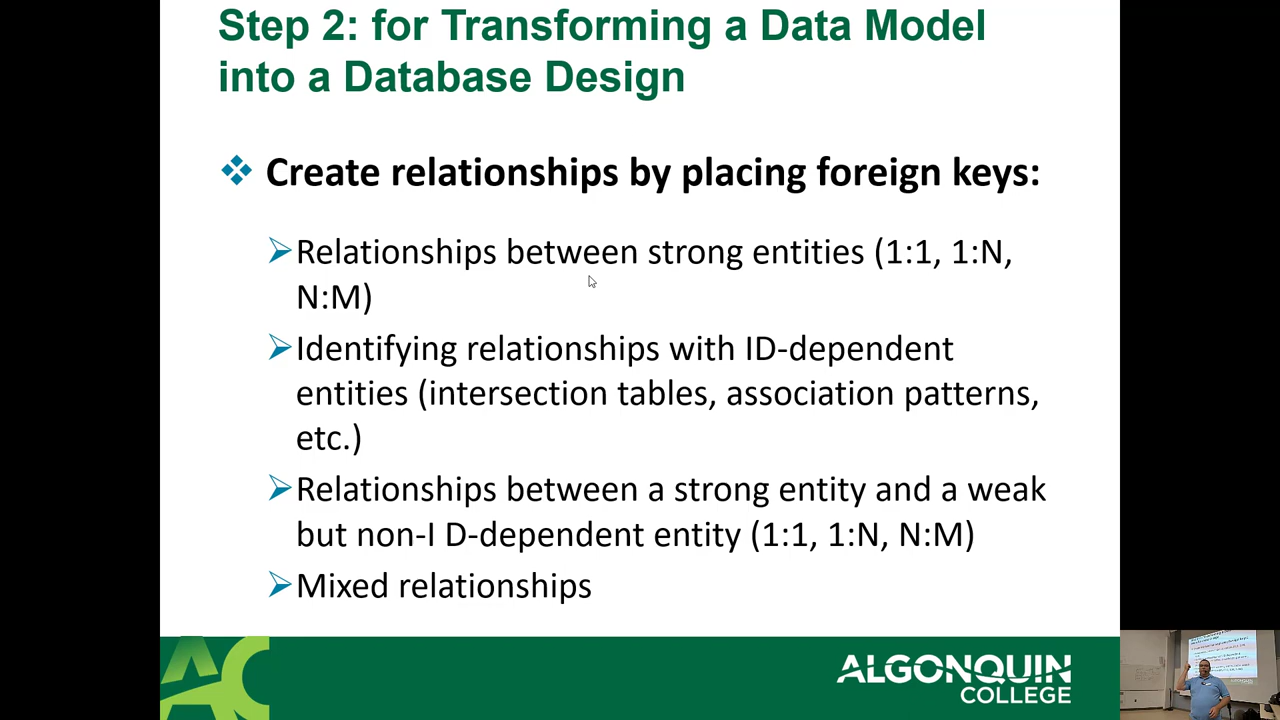 Step 2: for Transforming a Data Model
into a Database Design
Create relationships by placing foreign keys:
Relationships between strong entities (1:1, 1:N,
N:M)
Identifying relationships with ID-dependent
entities (intersection tables, association patterns,
etc.)
Relationships between a strong entity and a weak
but non-I D-dependent entity (1:1, 1:N, N:M)
Mixed relationships
AC
ALGONQUIN
COLLEGE